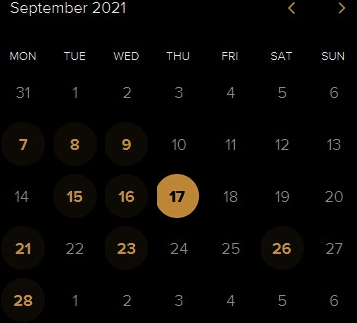 September 2021
MON TUE WED THU FRI SAT SUN
31 1 2 3 4 5 6
7 8 9 10 11 12 13
14 15 16 17 18 19 20
21 22 23 24 25 26 27
28 1 2 3 4 5 6